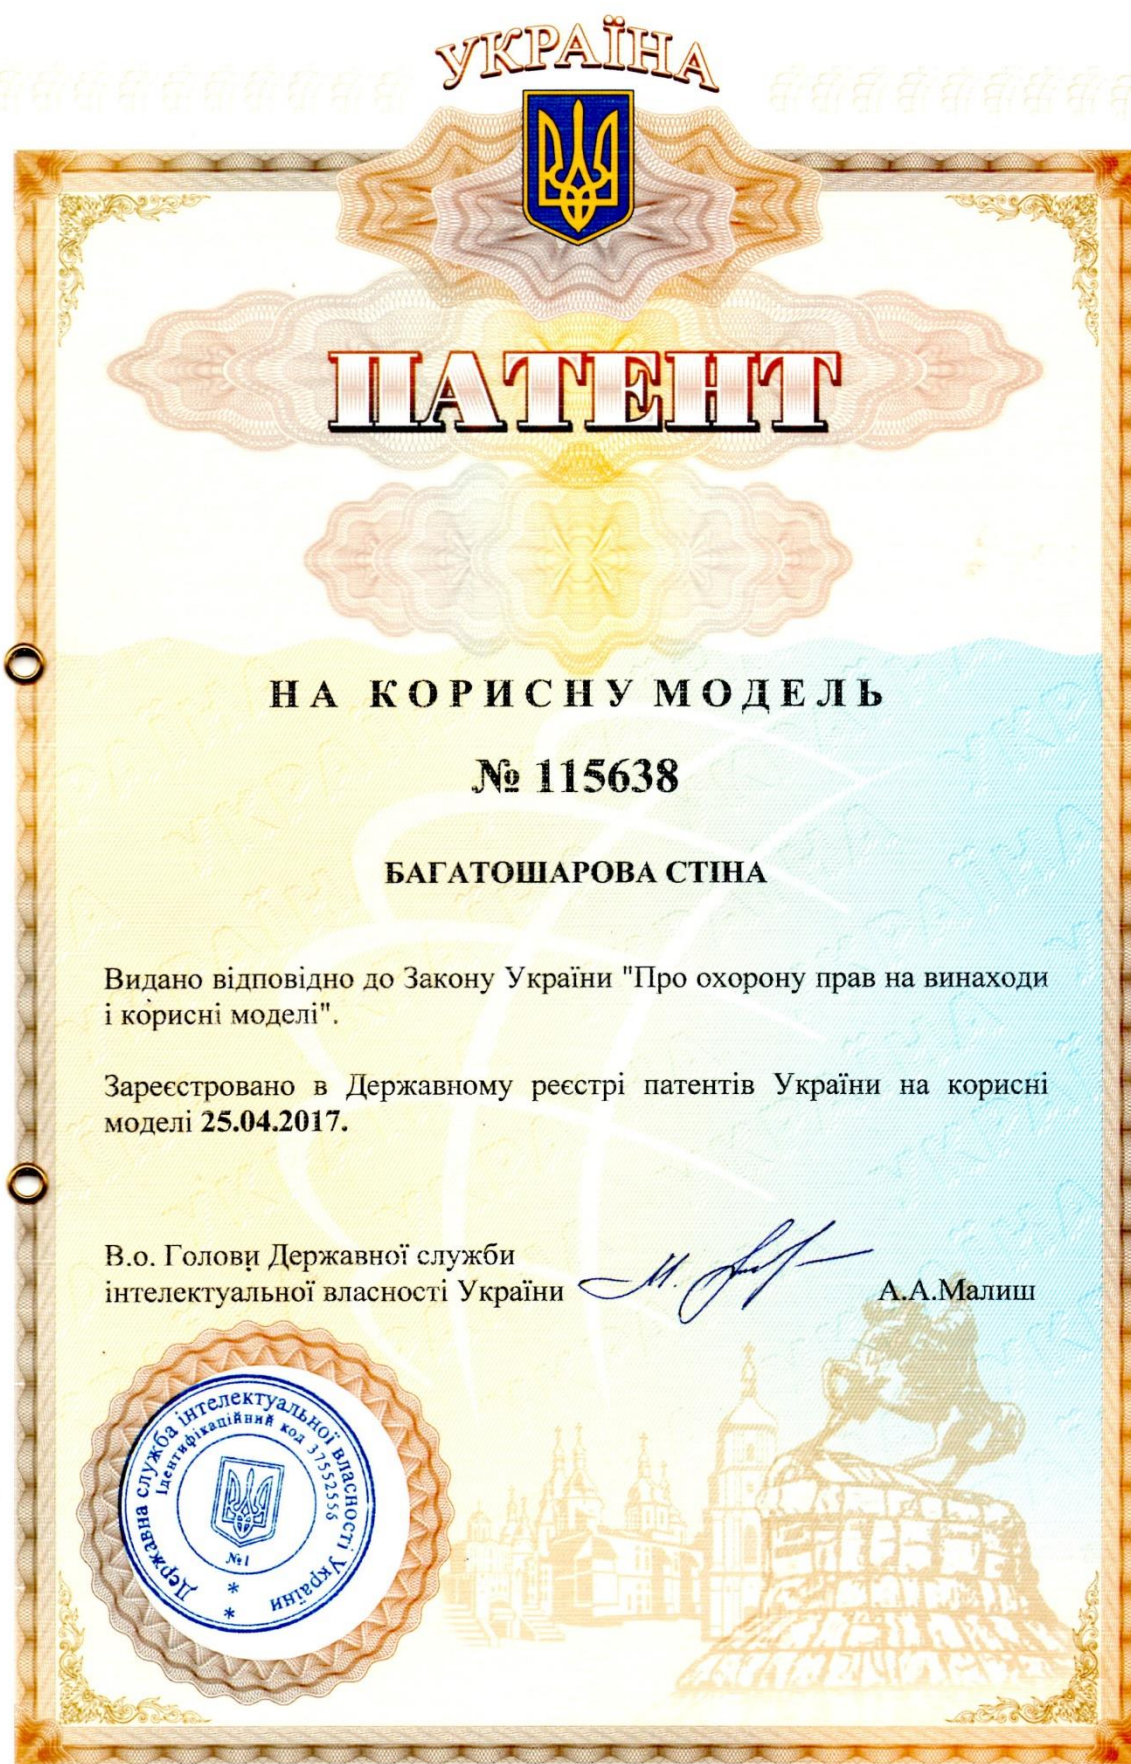 УКРАЇНА
ПАТЕНТ
НА КОРИСНУ МОДЕЛЬ
№ 115638
БАГАТОШАРОВА СТІНА
Видано відповідно до Закону України "Про охорону прав на винаходи
і корисні моделі".
Зареєстровано в Державному реєстрі патентів України на корисні
моделі 25.04.2017.
В.о. Голови Державної служби
інтелектуальної власності України
А.А.Малиш
Державна служба інтелектуальної власності України
Ідентифікаційний код 37552556
№1